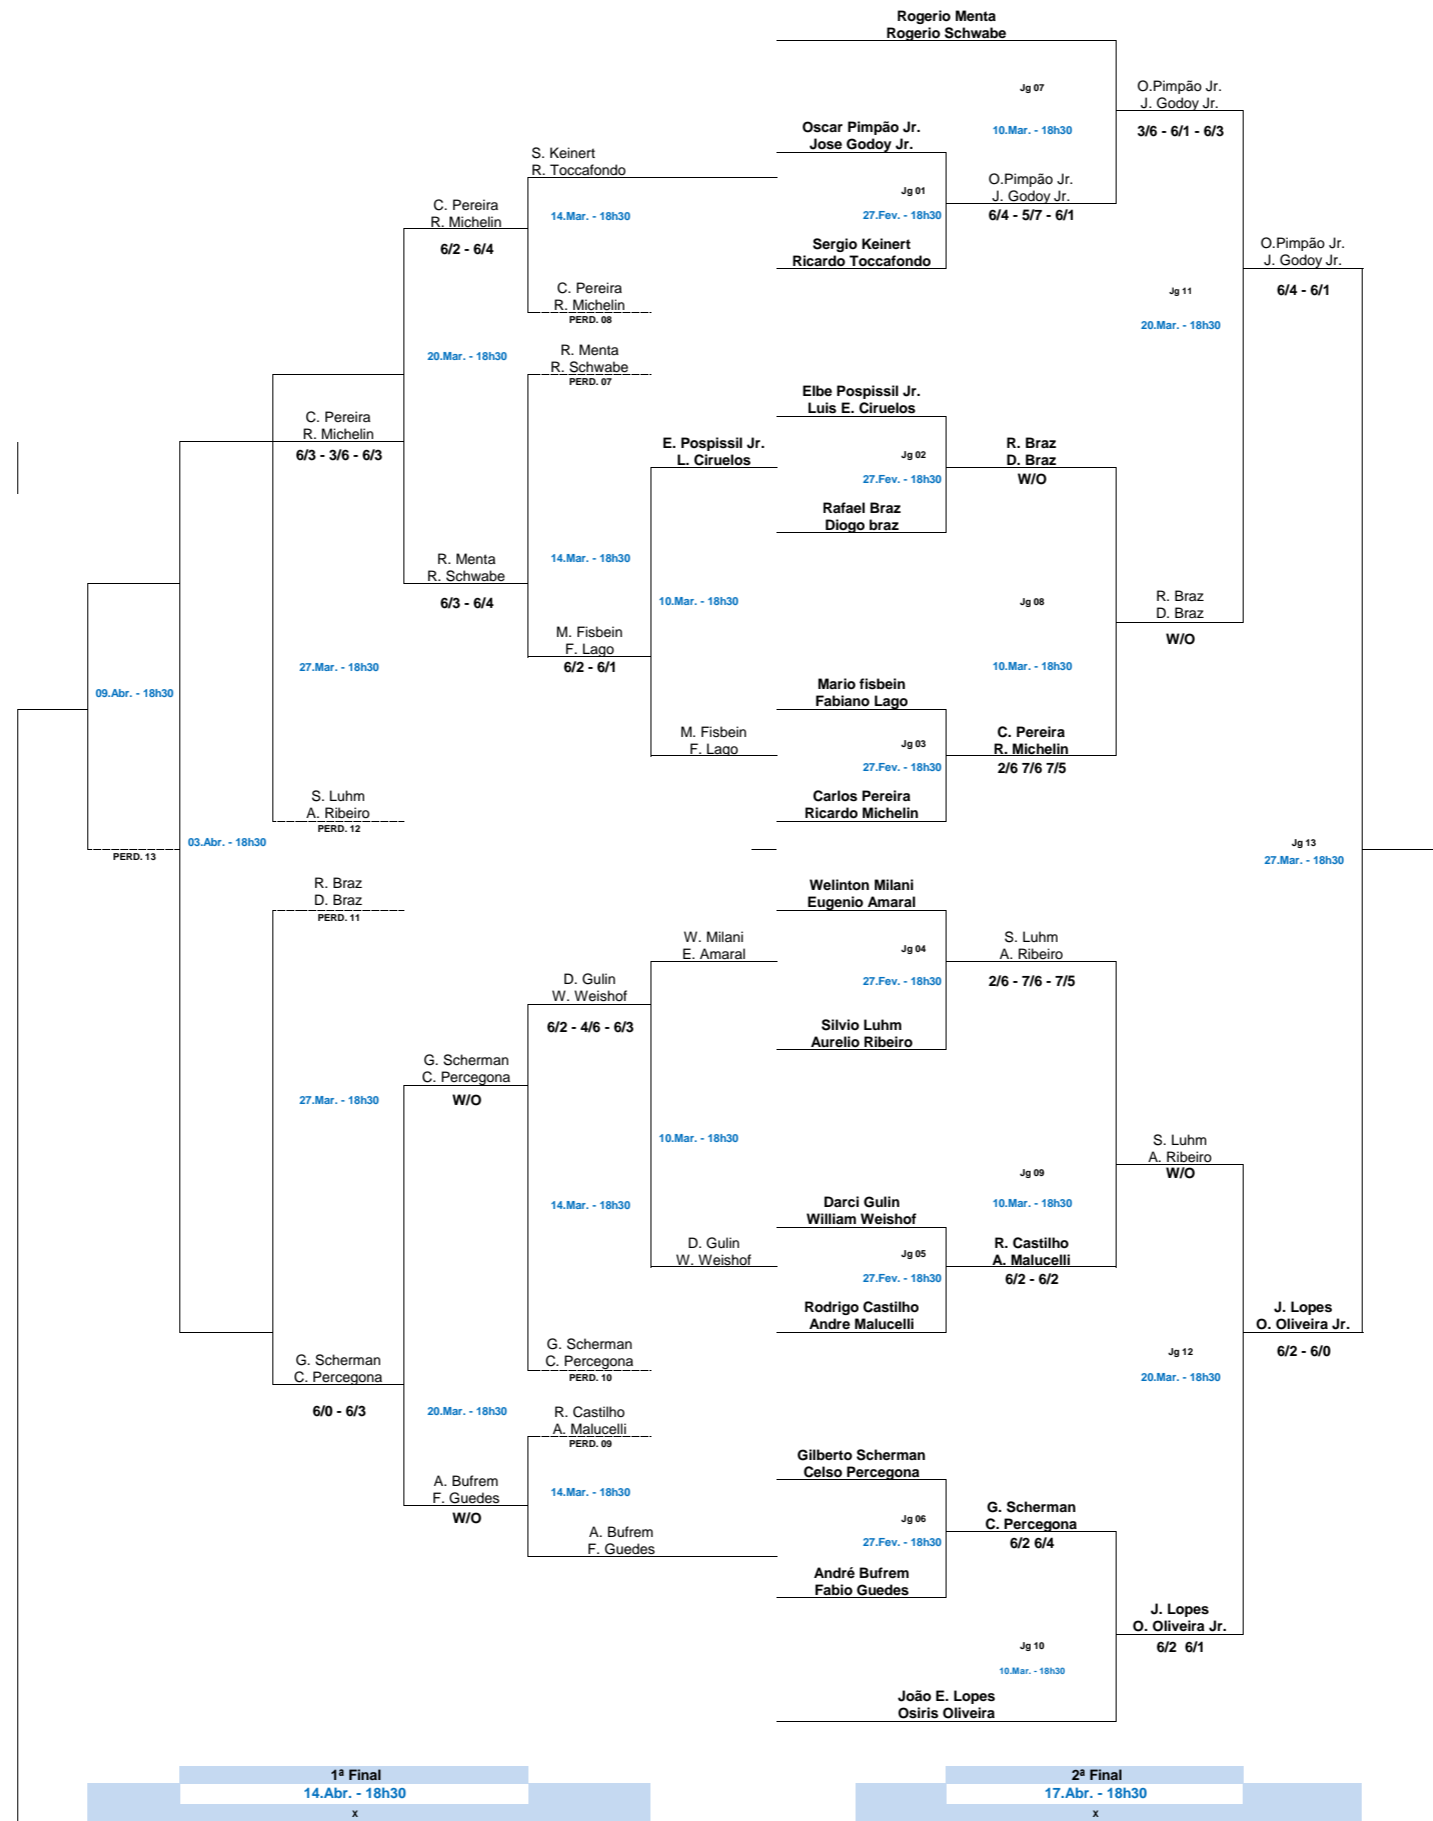 Rogerio Menta
Rogerio Schwabe
Jg 07
O.Pimpão Jr.
J. Godoy Jr.
10.Mar. - 18h30
3/6 - 6/1 - 6/3
Oscar Pimpão Jr.
Jose Godoy Jr.
S. Keinert
R. Toccafondo
Jg 01
O.Pimpão Jr.
J. Godoy Jr.
C. Pereira
R. Michelin
14.Mar. - 18h30
27.Fev. - 18h30
6/4 - 5/7 - 6/1
6/2 - 6/4
Sergio Keinert
Ricardo Toccafondo
O.Pimpão Jr.
J. Godoy Jr.
C. Pereira
R. Michelin
PERD. 08
Jg 11
6/4 - 6/1
20.Mar. - 18h30
20.Mar. - 18h30
R. Menta
R. Schwabe
PERD. 07
Elbe Pospissil Jr.
Luis E. Ciruelos
C. Pereira
R. Michelin
6/3 - 3/6 - 6/3
E. Pospissil Jr.
L. Ciruelos
Jg 02
R. Braz
D. Braz
27.Fev. - 18h30
W/O
Rafael Braz
Diogo braz
R. Menta
R. Schwabe
14.Mar. - 18h30
6/3 - 6/4
10.Mar. - 18h30
Jg 08
R. Braz
D. Braz
M. Fisbein
F. Lago
W/O
6/2 - 6/1
27.Mar. - 18h30
10.Mar. - 18h30
09.Abr. - 18h30
Mario fisbein
Fabiano Lago
M. Fisbein
F. Lago
Jg 03
C. Pereira
R. Michelin
27.Fev. - 18h30
2/6 7/6 7/5
S. Luhm
A. Ribeiro
PERD. 12
Carlos Pereira
Ricardo Michelin
03.Abr. - 18h30
PERD. 13
Jg 13
27.Mar. - 18h30
R. Braz
D. Braz
PERD. 11
Welinton Milani
Eugenio Amaral
W. Milani
E. Amaral
Jg 04
S. Luhm
A. Ribeiro
D. Gulin
W. Weishof
27.Fev. - 18h30
2/6 - 7/6 - 7/5
6/2 - 4/6 - 6/3
Silvio Luhm
Aurelio Ribeiro
G. Scherman
C. Percegona
27.Mar. - 18h30
W/O
10.Mar. - 18h30
S. Luhm
A. Ribeiro
W/O
Jg 09
14.Mar. - 18h30
Darci Gulin
William Weishof
10.Mar. - 18h30
D. Gulin
W. Weishof
Jg 05
R. Castilho
A. Malucelli
27.Fev. - 18h30
6/2 - 6/2
Rodrigo Castilho
Andre Malucelli
J. Lopes
O. Oliveira Jr.
G. Scherman
C. Percegona
PERD. 10
Jg 12
6/2 - 6/0
G. Scherman
C. Percegona
20.Mar. - 18h30
6/0 - 6/3
20.Mar. - 18h30
R. Castilho
A. Malucelli
PERD. 09
Gilberto Scherman
Celso Percegona
A. Bufrem
F. Guedes
14.Mar. - 18h30
W/O
Jg 06
G. Scherman
C. Percegona
A. Bufrem
F. Guedes
27.Fev. - 18h30
6/2 6/4
André Bufrem
Fabio Guedes
J. Lopes
O. Oliveira Jr.
Jg 10
6/2 6/1
10.Mar. - 18h30
João E. Lopes
Osiris Oliveira
1ª Final
14.Abr. - 18h30
x
2ª Final
17.Abr. - 18h30
x